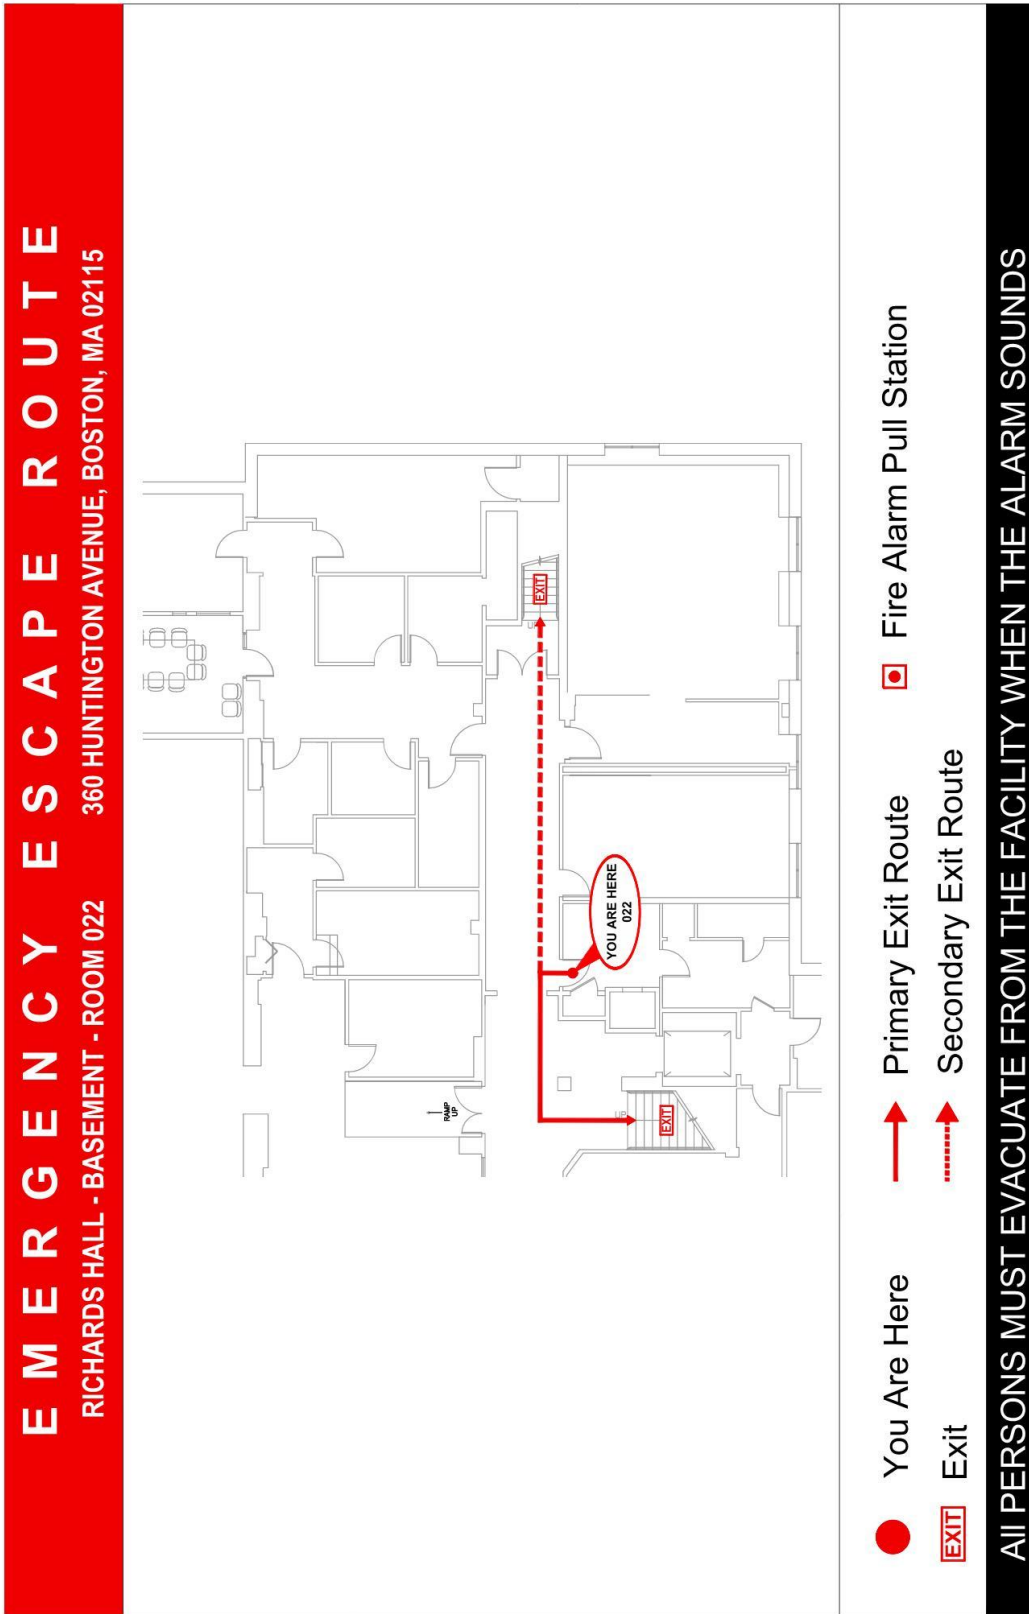 EMERGENCY ESCAPE ROUTE
RICHARDS HALL - BASEMENT - ROOM 022 360 HUNTINGTON AVENUE, BOSTON, MA 02115
RAMP
UP
UP
EXIT
YOU ARE HERE
022
UP
EXIT
You Are Here
Primary Exit Route
Fire Alarm Pull Station
EXIT
Exit
Secondary Exit Route
All PERSONS MUST EVACUATE FROM THE FACILITY WHEN THE ALARM SOUNDS